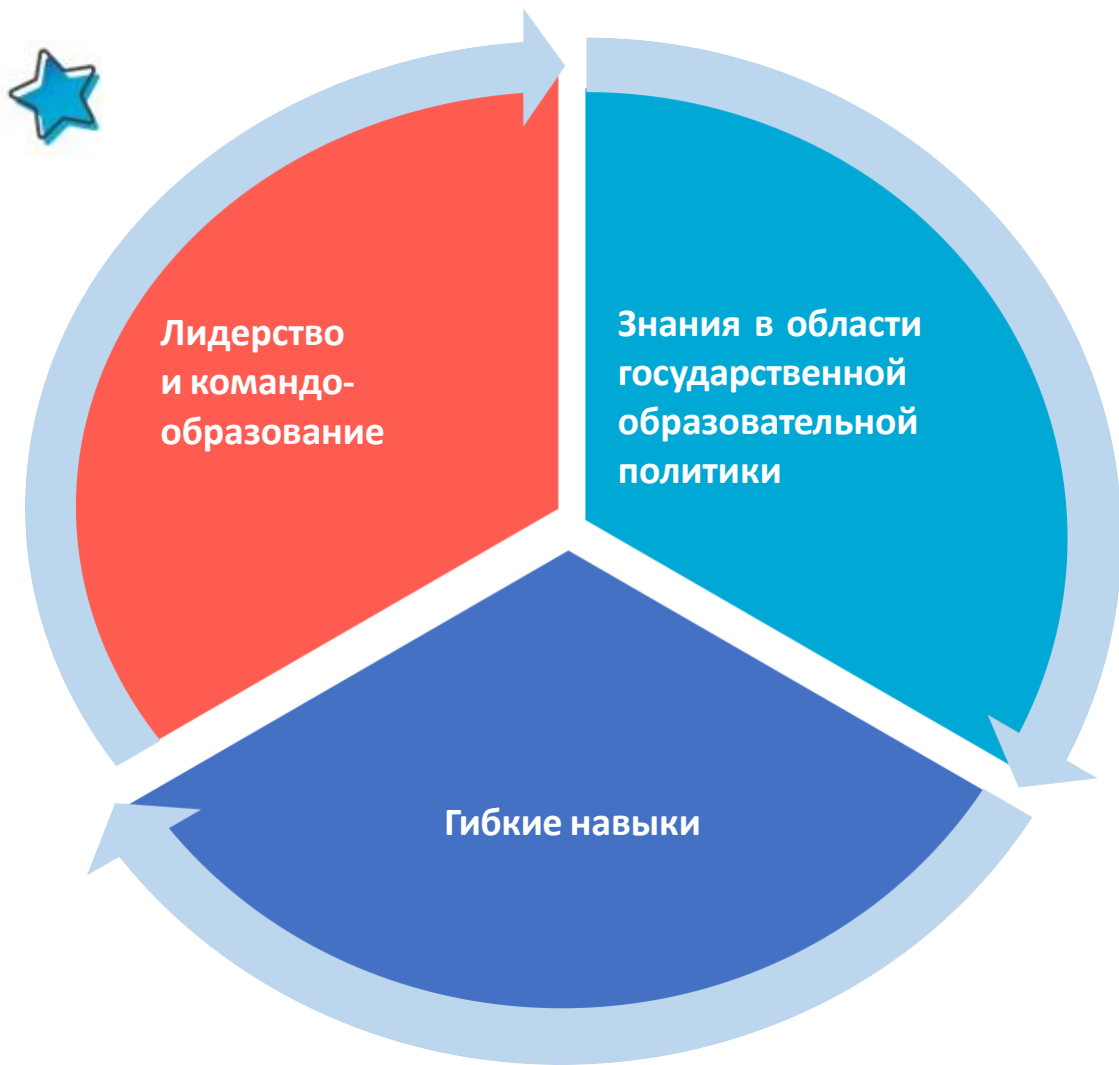 Лидерство
и командо-
образование
Знания в области
государственной
образовательной
политики
Гибкие навыки